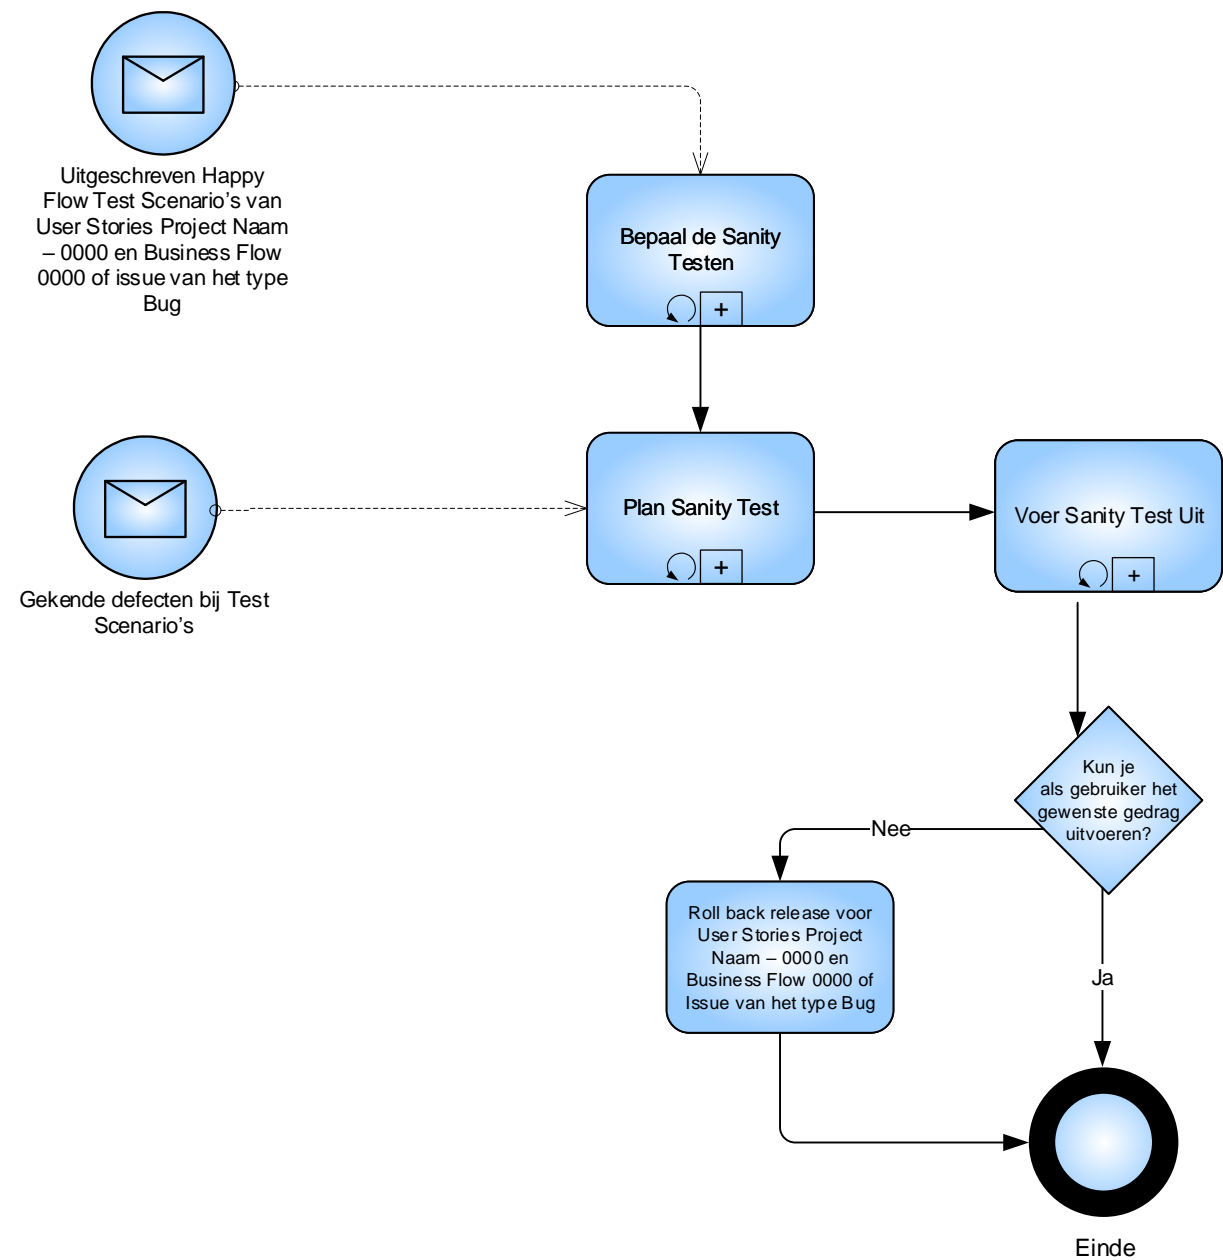 Uitgeschreven Happy
Flow Test Scenario’s van
User Stories Project Naam
– 0000 en Business Flow
0000 of issue van het type
Bug
Bepaal de Sanity
Testen
+
Gekende defecten bij Test
Scenario’s
Plan Sanity Test
+
Voer Sanity Test Uit
+
Kun je
als gebruiker het
gewenste gedrag
uitvoeren?
Nee
Roll back release voor
User Stories Project
Naam – 0000 en
Business Flow 0000 of
Issue van het type Bug
Ja
Einde